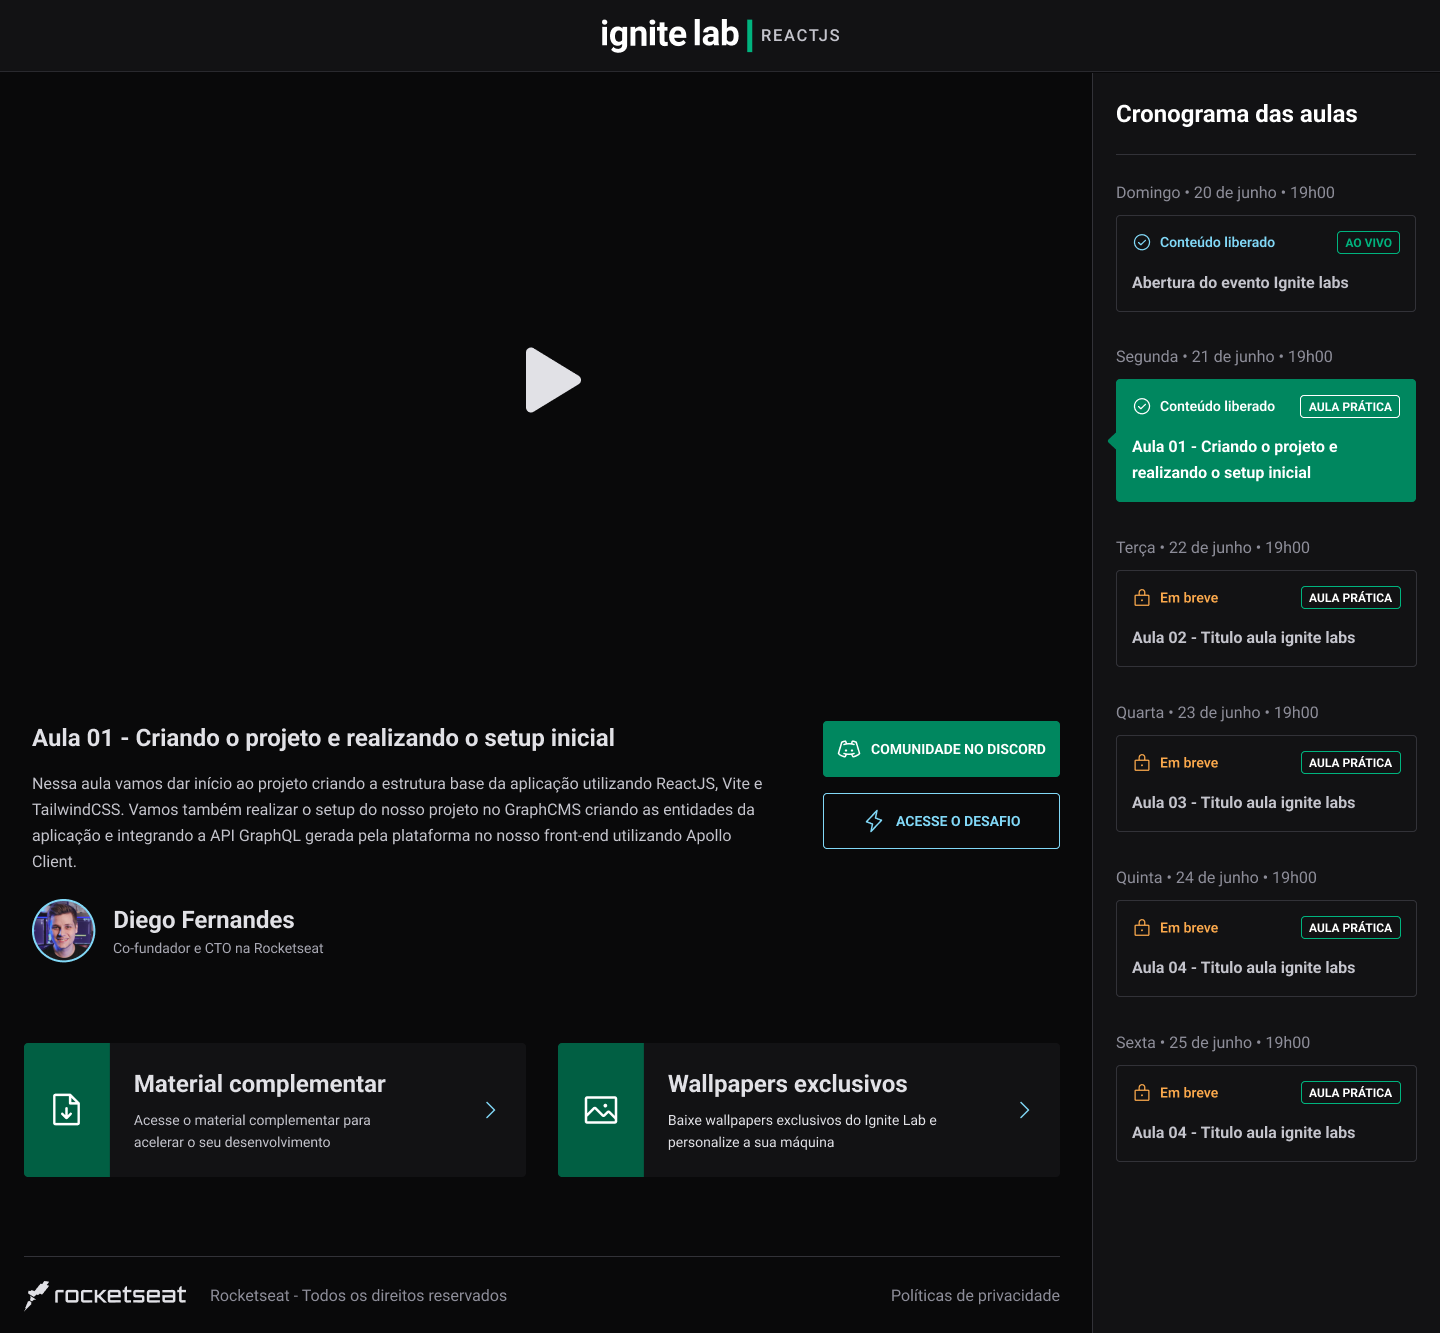 ignite lab REACTJS
Aula 01 - Criando o projeto e realizando o setup inicial
Nessa aula vamos dar início ao projeto criando a estrutura base da aplicação utilizando ReactJS, Vite e
TailwindCSS. Vamos também realizar o setup do nosso projeto no GraphCMS criando as entidades da
aplicação e integrando a API GraphQL gerada pela plataforma no nosso front-end utilizando Apollo
Client.
COMUNIDADE NO DISCORD
ACESSE O DESAFIO
Diego Fernandes
Co-fundador e CTO na Rocketseat
Material complementar
Acesse o material complementar para
acelerar o seu desenvolvimento
Wallpapers exclusivos
Baixe wallpapers exclusivos do Ignite Lab e
personalize a sua máquina
Cronograma das aulas
Domingo • 20 de junho • 19h00
Conteúdo liberado AO VIVO
Abertura do evento Ignite labs
Segunda • 21 de junho • 19h00
Conteúdo liberado AULA PRÁTICA
Aula 01 - Criando o projeto e
realizando o setup inicial
Terça • 22 de junho • 19h00
Em breve AULA PRÁTICA
Aula 02 - Titulo aula ignite labs
Quarta • 23 de junho • 19h00
Em breve AULA PRÁTICA
Aula 03 - Titulo aula ignite labs
Quinta • 24 de junho • 19h00
Em breve AULA PRÁTICA
Aula 04 - Titulo aula ignite labs
Sexta • 25 de junho • 19h00
Em breve AULA PRÁTICA
Aula 04 - Titulo aula ignite labs
rocketseat Rocketseat - Todos os direitos reservados Políticas de privacidade